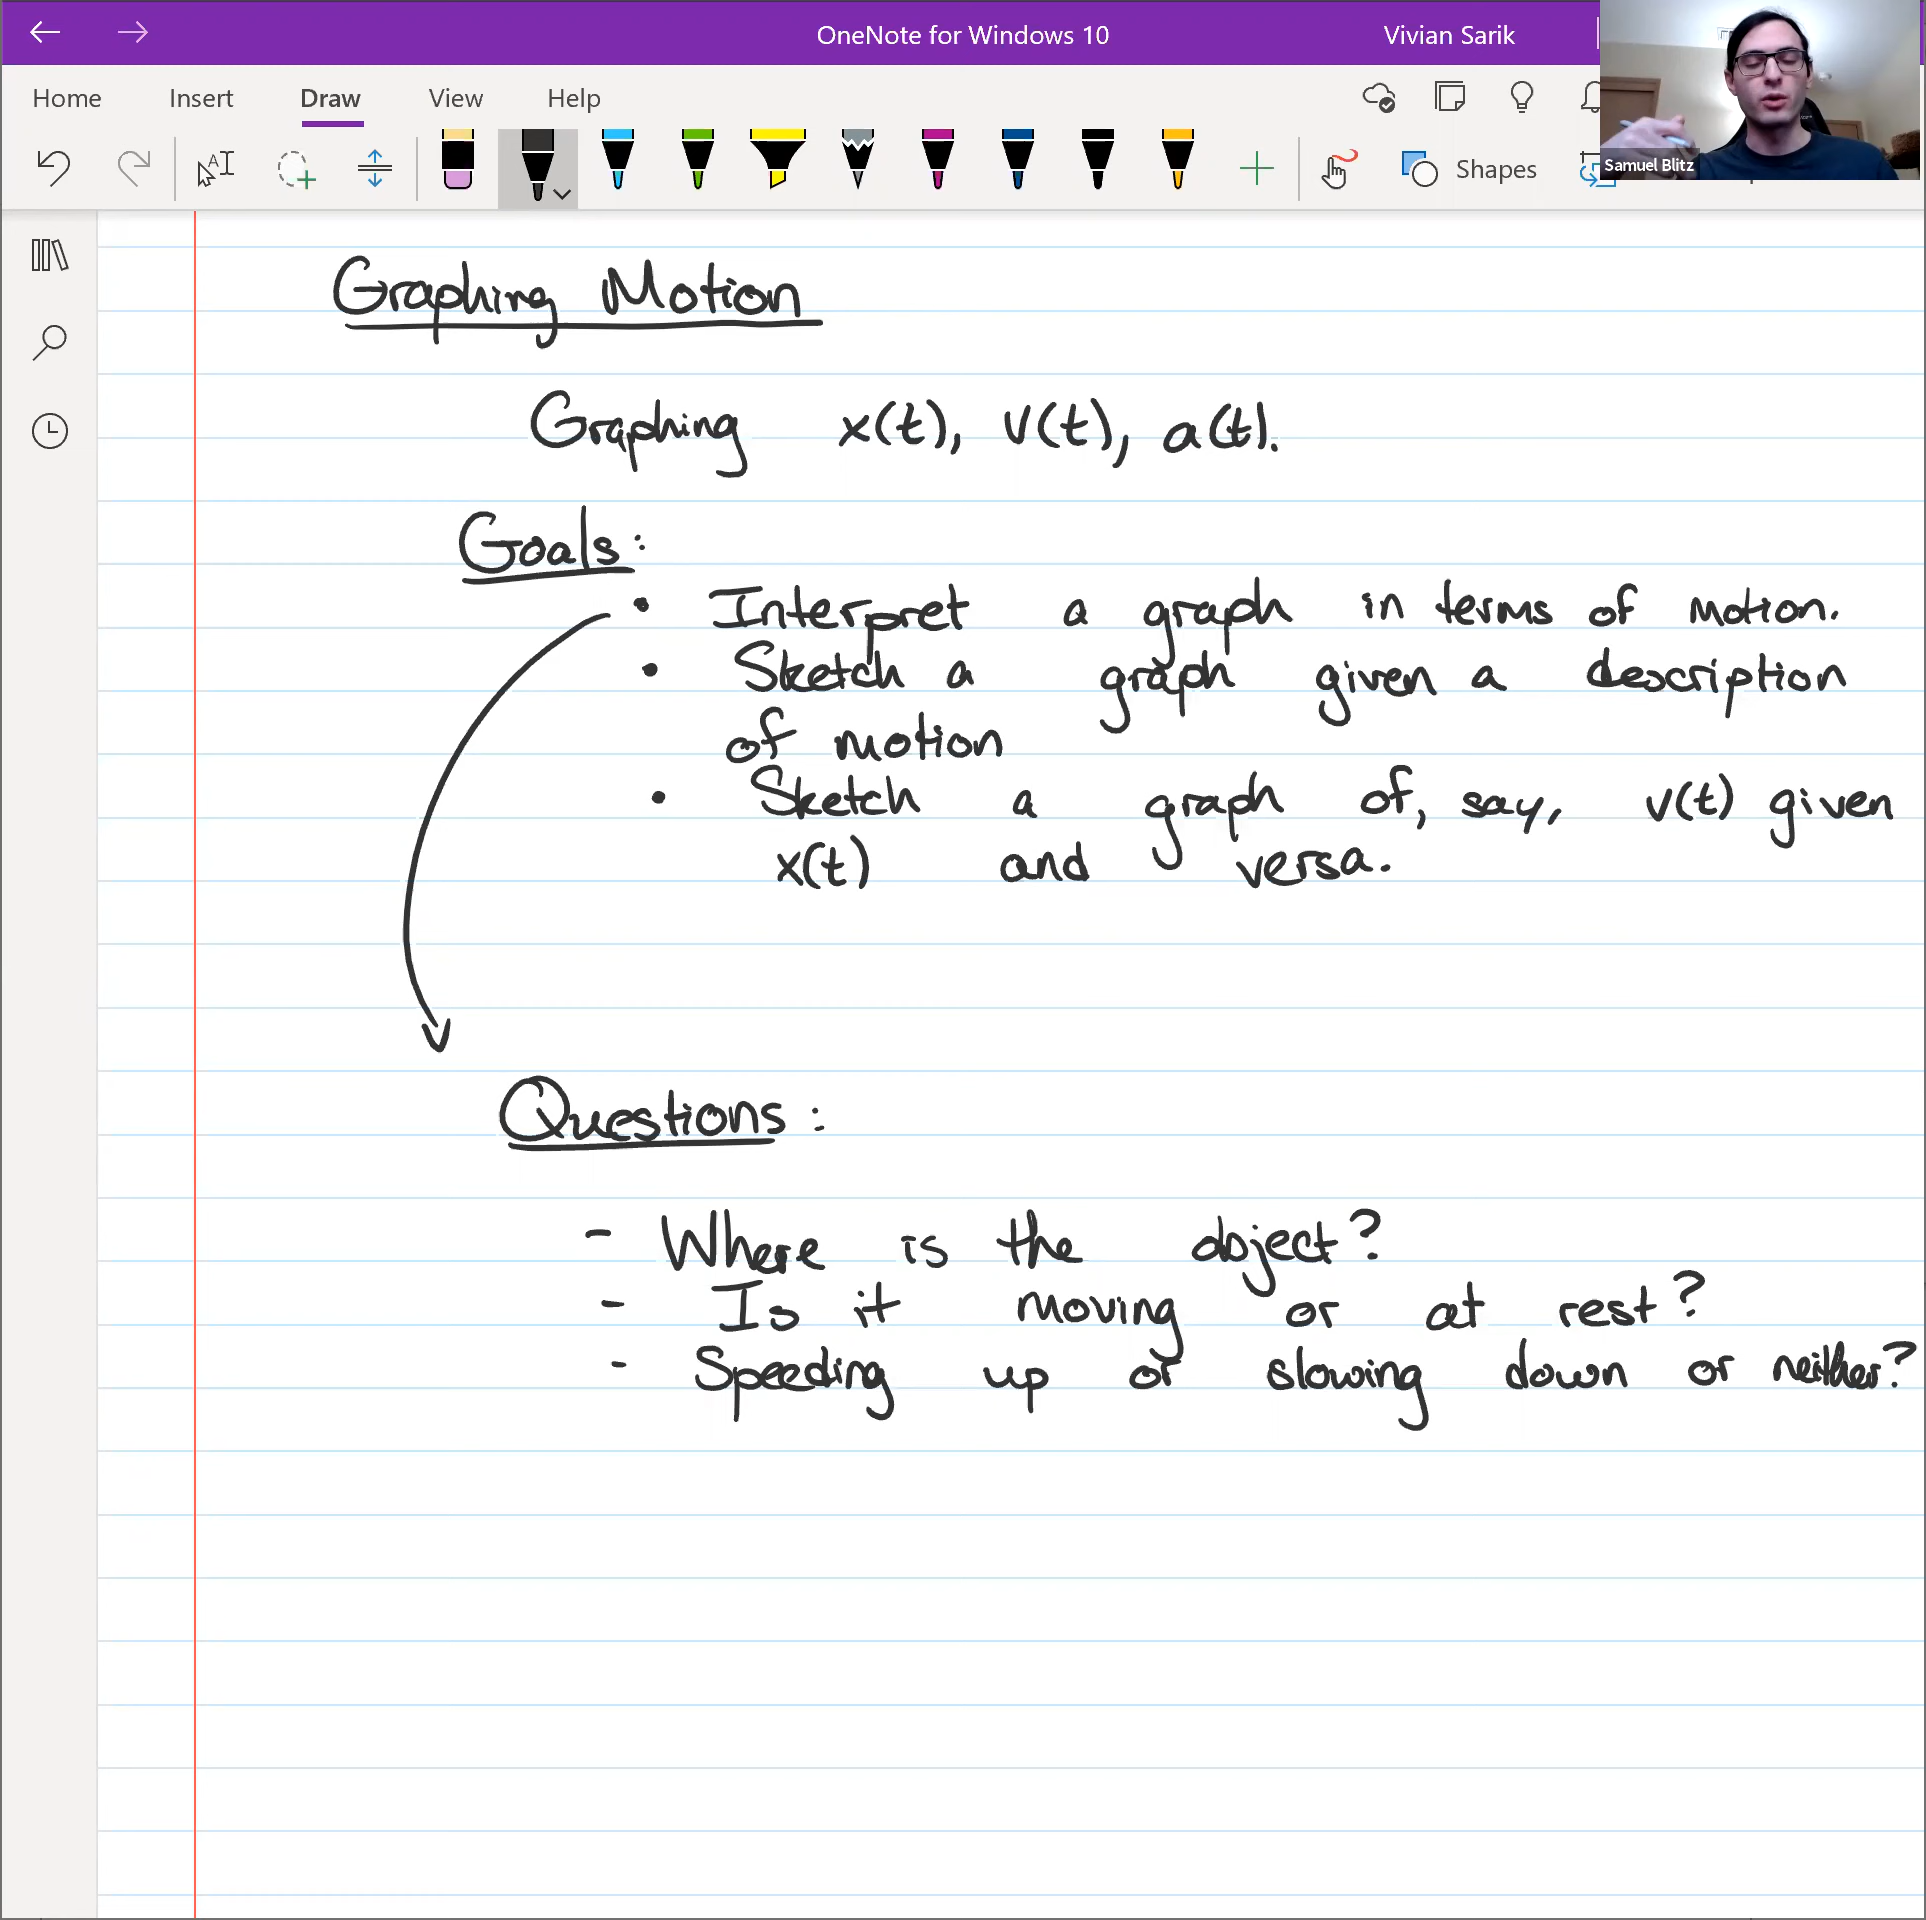 OneNote for Windows 10
Vivian Sarik
Home Insert Draw View Help
Shapes
Samuel Blitz
Graphing Motion
Graphing x(t), v(t), a(t).
Goals:
• Interpret a graph in terms of motion.
• Sketch a graph given a description
of motion
• Sketch a graph of, say, v(t) given
x(t) and versa.
Questions:
- Where is the object?
- Is it moving or at rest?
- Speeding up or slowing down or neither?